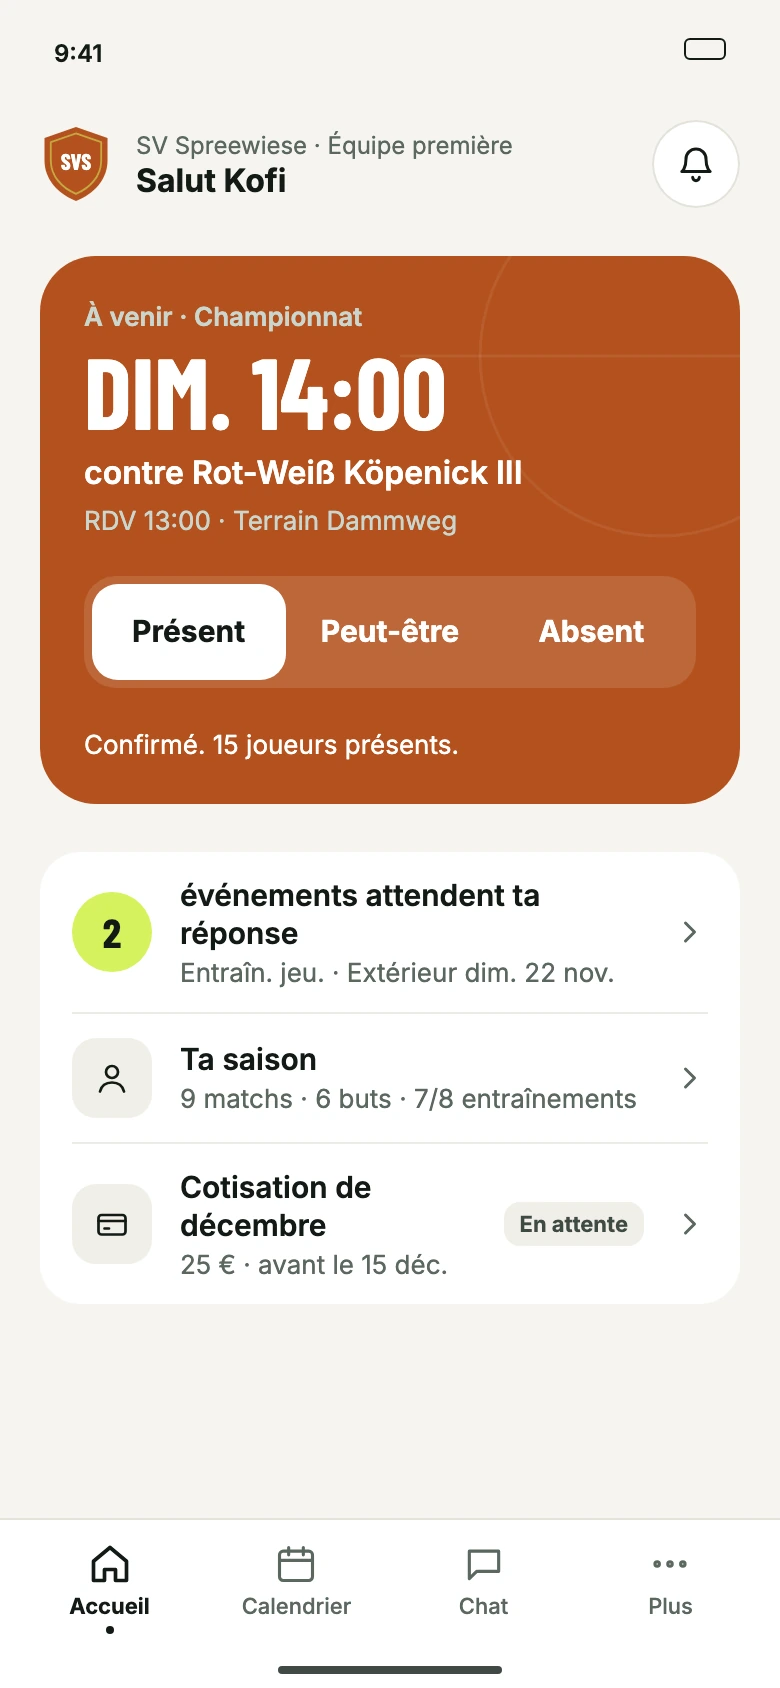 9:41
SVS
SV Spreewiese · Équipe première
Salut Kofi
À venir · Championnat
DIM. 14:00
contre Rot-Weiß Köpenick III
RDV 13:00 · Terrain Dammweg
Présent Peut-être Absent
Confirmé. 15 joueurs présents.
2
événements attendent ta
réponse
Entraîn. jeu. · Extérieur dim. 22 nov.
Ta saison
9 matchs · 6 buts · 7/8 entraînements
Cotisation de
décembre
25 € · avant le 15 déc.
En attente
Accueil Calendrier Chat Plus